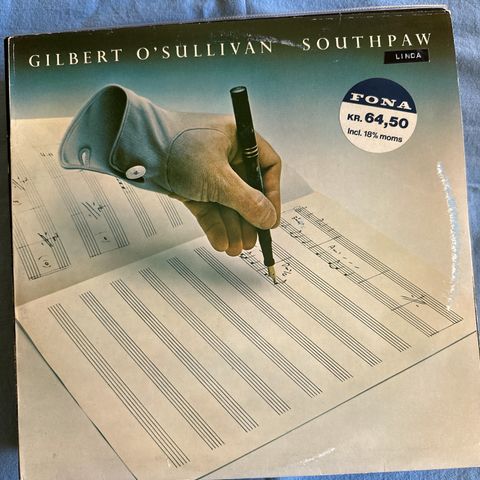 GILBERT O'SULLIVAN SOUTHPAW
LINDA
FONA
KR. 64,50
Incl. 18% moms